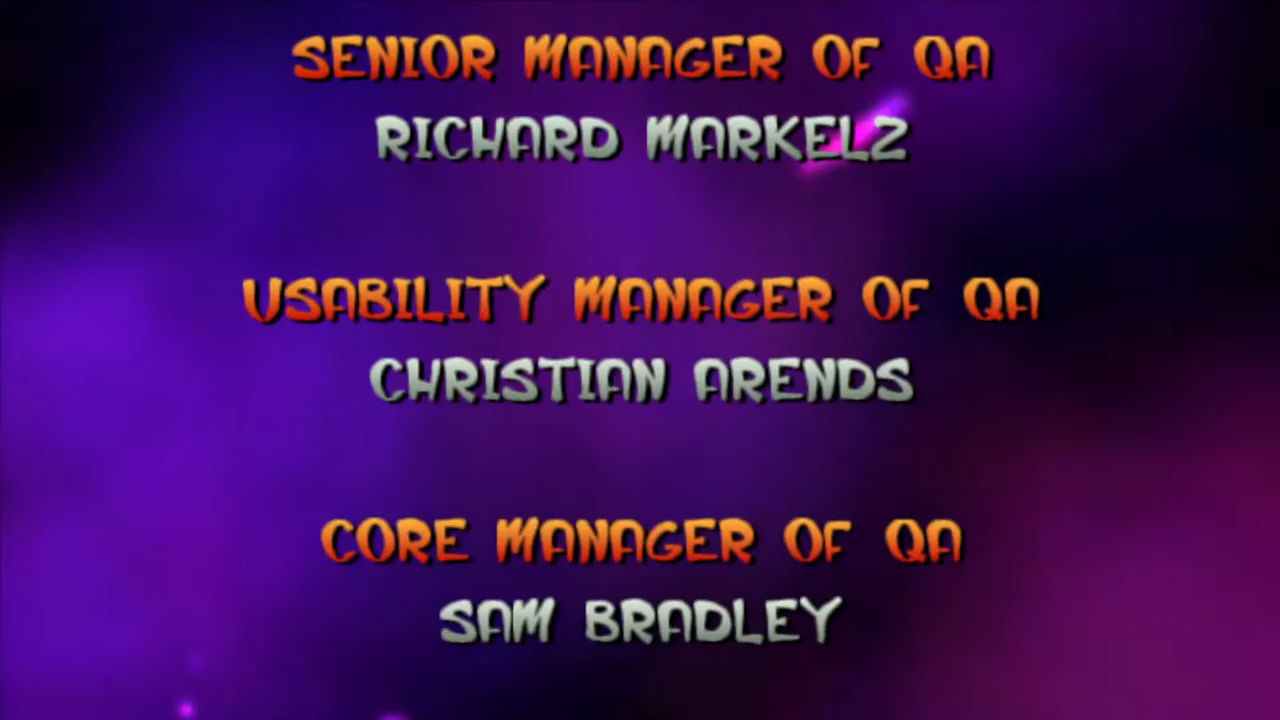 SENIOR MANAGER OF QA
RICHARD MARKELZ
USABILITY MANAGER OF QA
CHRISTIAN ARENDS
CORE MANAGER OF QA
SAM BRADLEY